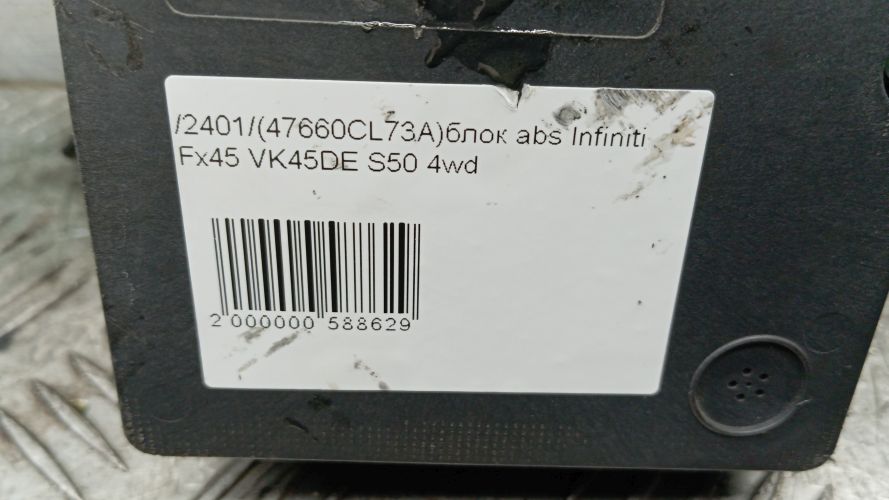 /2401/(47660CL73A)блок abs Infiniti
Fx45 VK45DE S50 4wd
2 000000 588629